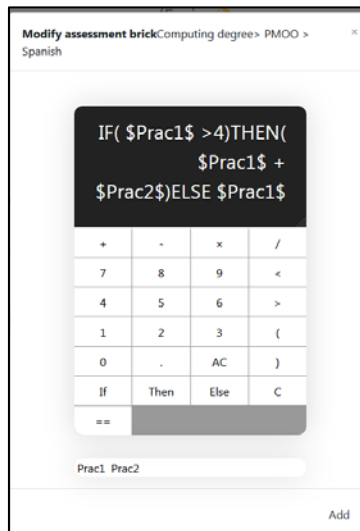 Modify assessment brickComputing degree> PMOO > ×
Spanish
IF( $Prac1$ >4)THEN(
$Prac1$ +
$Prac2$)ELSE $Prac1$
+ - × /
7 8 9 <
4 5 6 >
1 2 3 (
0 . AC )
If Then Else C
==
Prac1 Prac2
Add